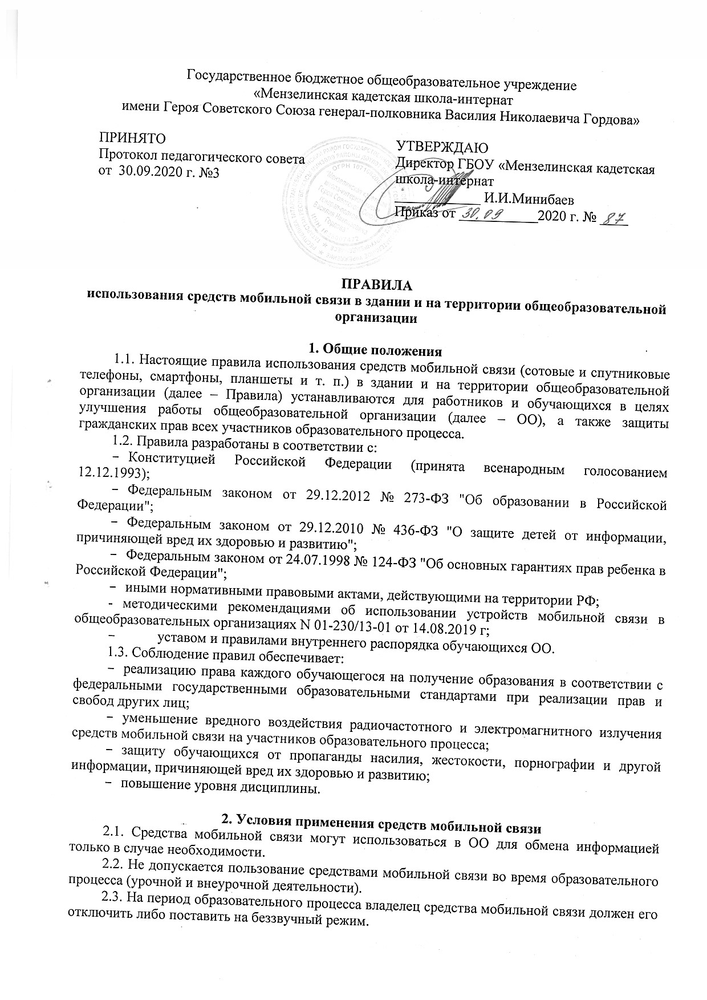 Государственное бюджетное общеобразовательное учреждение
«Мензелинская кадетская школа-интернат
имени Героя Советского Союза генерал-полковника Василия Николаевича Гордова»
ПРИНЯТО
Протокол педагогического совета
от 30.09.2020 г. №3
УТВЕРЖДАЮ
Директор ГБОУ «Мензелинская кадетская
школа-интернат
____________ И.И.Минибаев
Приказ от 30.09 2020 г. № 87
ПРАВИЛА
использования средств мобильной связи в здании и на территории общеобразовательной
организации
1. Общие положения
1.1. Настоящие правила использования средств мобильной связи (сотовые и спутниковые
телефоны, смартфоны, планшеты и т. п.) в здании и на территории общеобразовательной
организации (далее – Правила) устанавливаются для работников и обучающихся в целях
улучшения работы общеобразовательной организации (далее – ОО), а также защиты
гражданских прав всех участников образовательного процесса.
1.2. Правила разработаны в соответствии с:
− Конституцией Российской Федерации (принята всенародным голосованием
12.12.1993);
− Федеральным законом от 29.12.2012 № 273-ФЗ "Об образовании в Российской
Федерации";
− Федеральным законом от 29.12.2010 № 436-ФЗ "О защите детей от информации,
причиняющей вред их здоровью и развитию";
− Федеральным законом от 24.07.1998 № 124-ФЗ "Об основных гарантиях прав ребенка в
Российской Федерации";
− иными нормативными правовыми актами, действующими на территории РФ;
- методическими рекомендациями об использовании устройств мобильной связи в
общеобразовательных организациях N 01-230/13-01 от 14.08.2019 г;
− уставом и правилами внутреннего распорядка обучающихся ОО.
1.3. Соблюдение правил обеспечивает:
− реализацию права каждого обучающегося на получение образования в соответствии с
федеральными государственными образовательными стандартами при реализации прав и
свобод других лиц;
− уменьшение вредного воздействия радиочастотного и электромагнитного излучения
средств мобильной связи на участников образовательного процесса;
− защиту обучающихся от пропаганды насилия, жестокости, порнографии и другой
информации, причиняющей вред их здоровью и развитию;
− повышение уровня дисциплины.
2. Условия применения средств мобильной связи
2.1. Средства мобильной связи могут использоваться в ОО для обмена информацией
только в случае необходимости.
2.2. Не допускается пользование средствами мобильной связи во время образовательного
процесса (урочной и внеурочной деятельности).
2.3. На период образовательного процесса владелец средства мобильной связи должен его
отключить либо поставить на беззвучный режим.